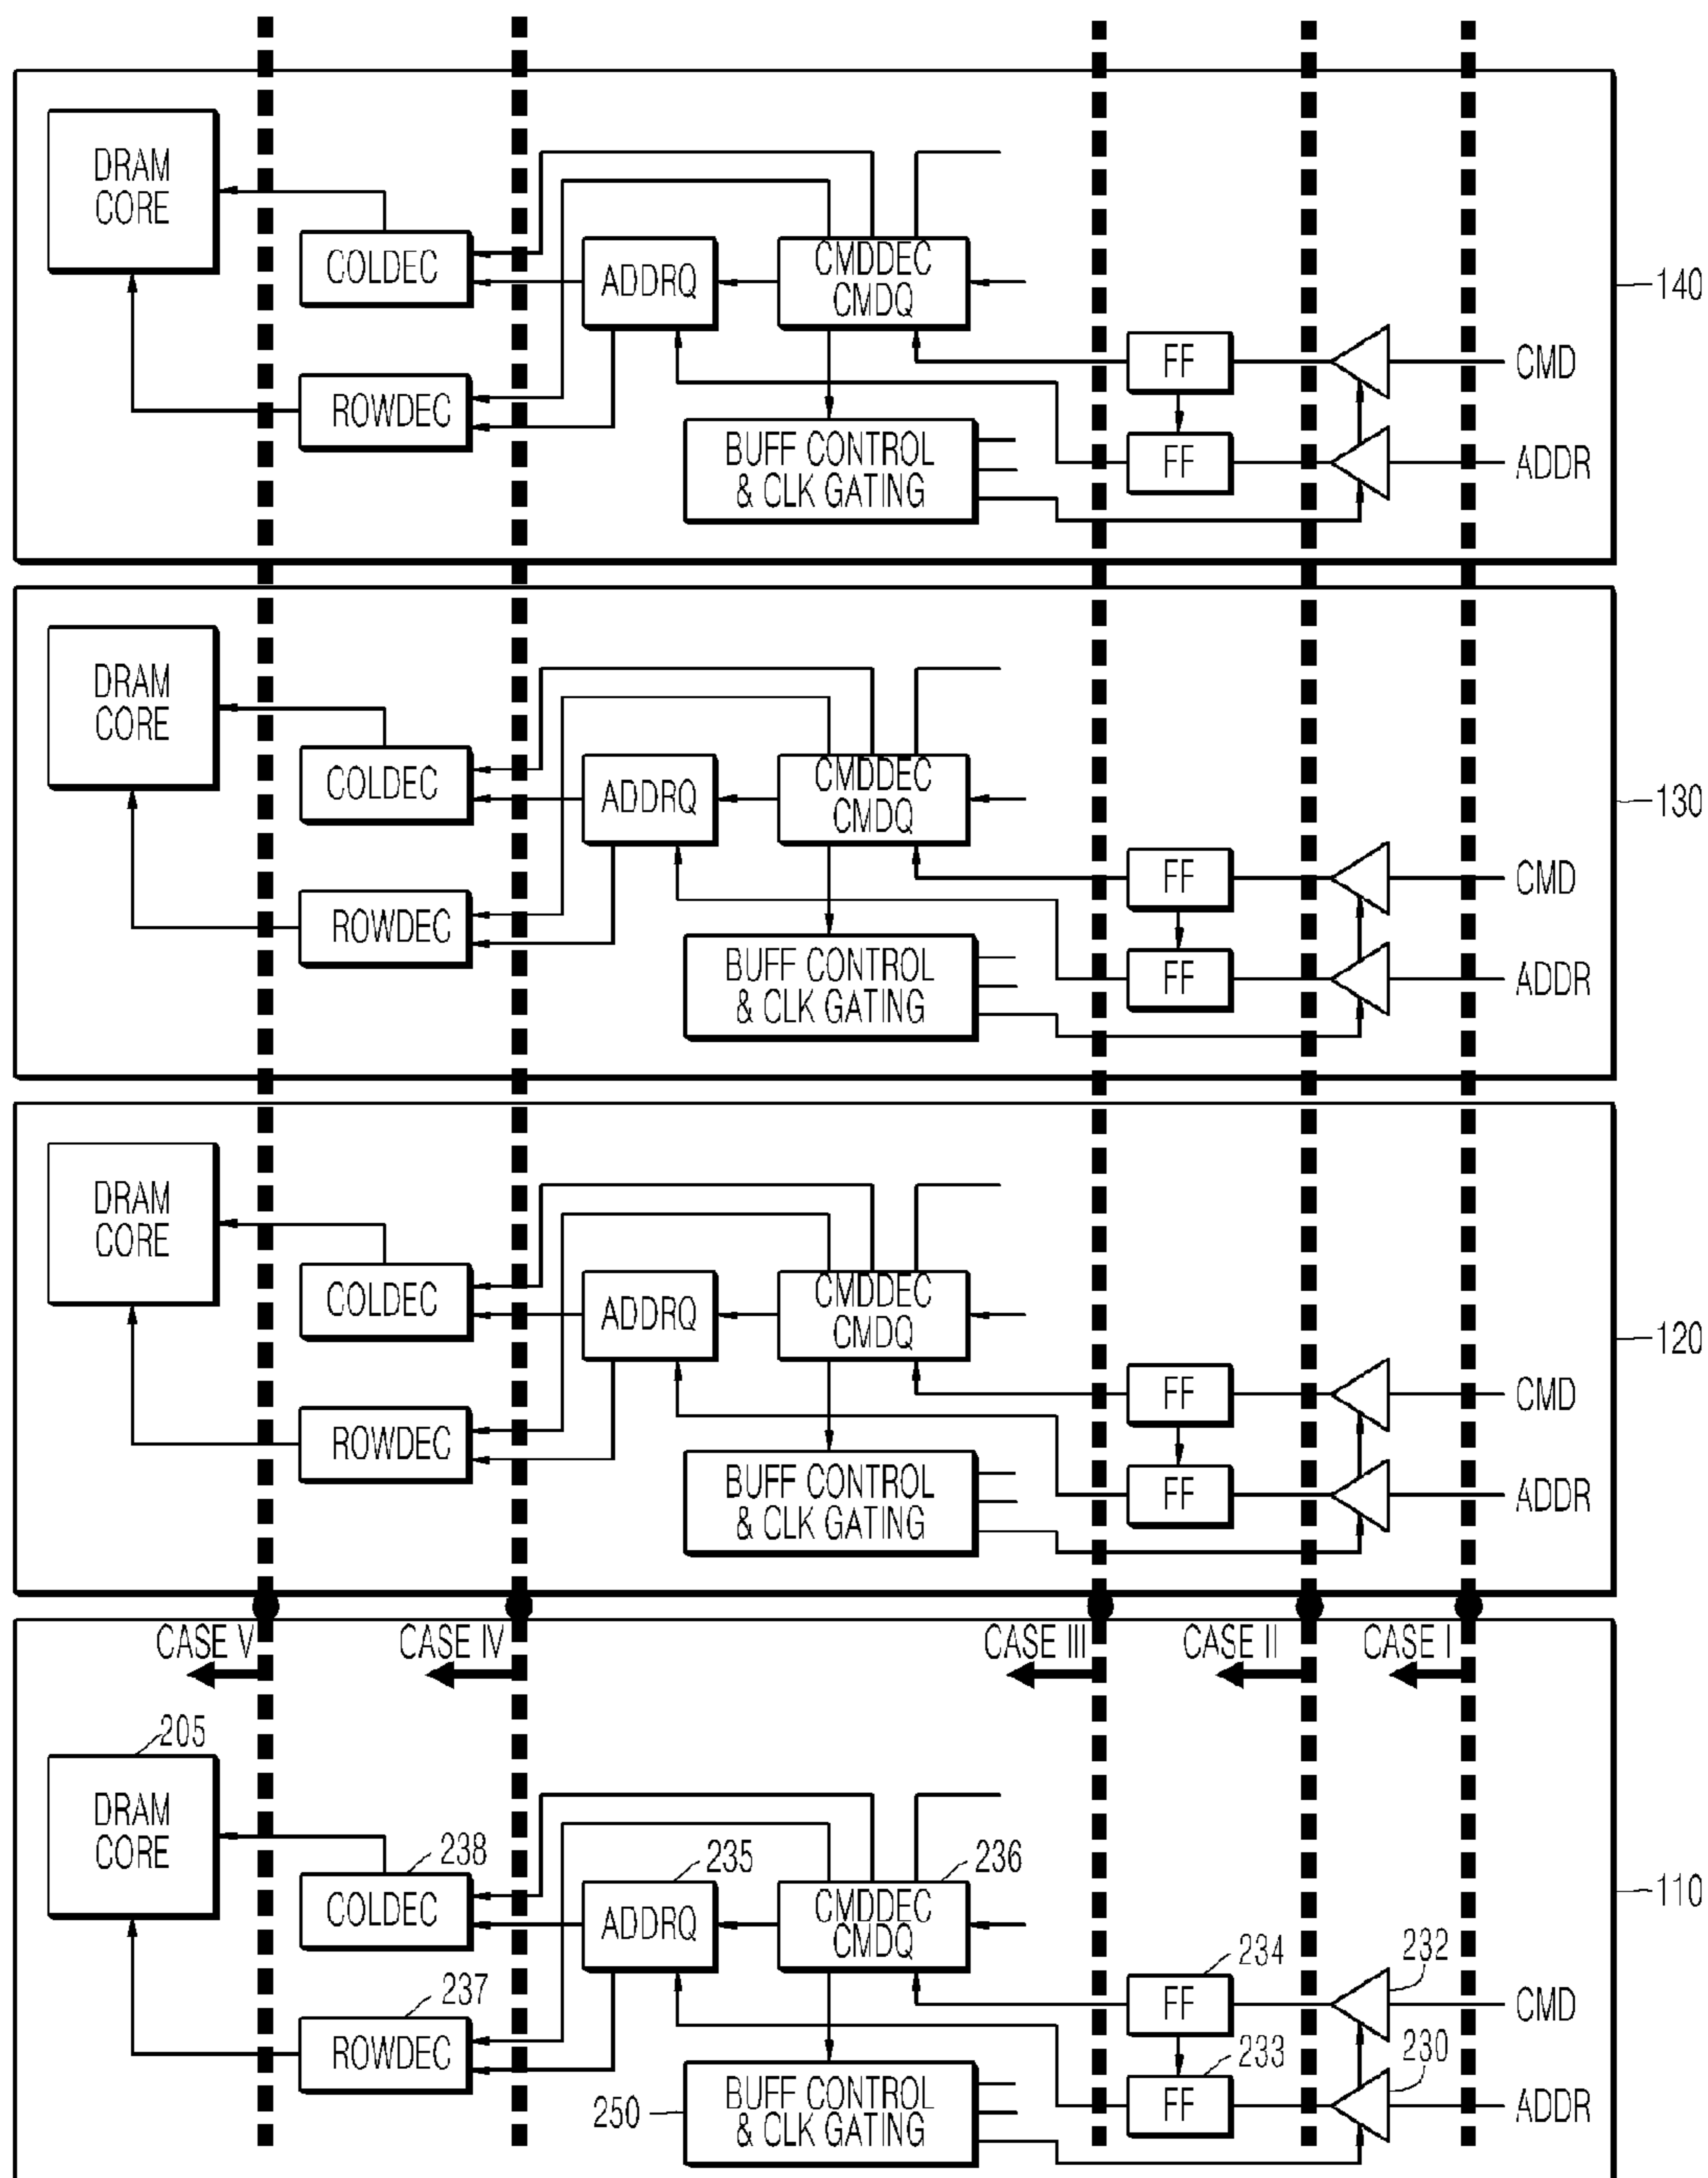 DRAM
CORE
COLDEC
ADDRQ
CMDDEC
CMDQ
140
FF
CMD
ROWDEC
BUFF CONTROL
& CLK GATING
FF
ADDR
DRAM
CORE
COLDEC
ADDRQ
CMDDEC
CMDQ
130
FF
CMD
ROWDEC
BUFF CONTROL
& CLK GATING
FF
ADDR
DRAM
CORE
COLDEC
ADDRQ
CMDDEC
CMDQ
120
FF
CMD
ROWDEC
BUFF CONTROL
& CLK GATING
FF
ADDR
CASE V
CASE IV
CASE III
CASE II
CASE I
205
DRAM
CORE
238
COLDEC
235
ADDRQ
236
CMDDEC
CMDQ
110
234
FF
232
CMD
237
ROWDEC
250
BUFF CONTROL
& CLK GATING
233
FF
230
ADDR